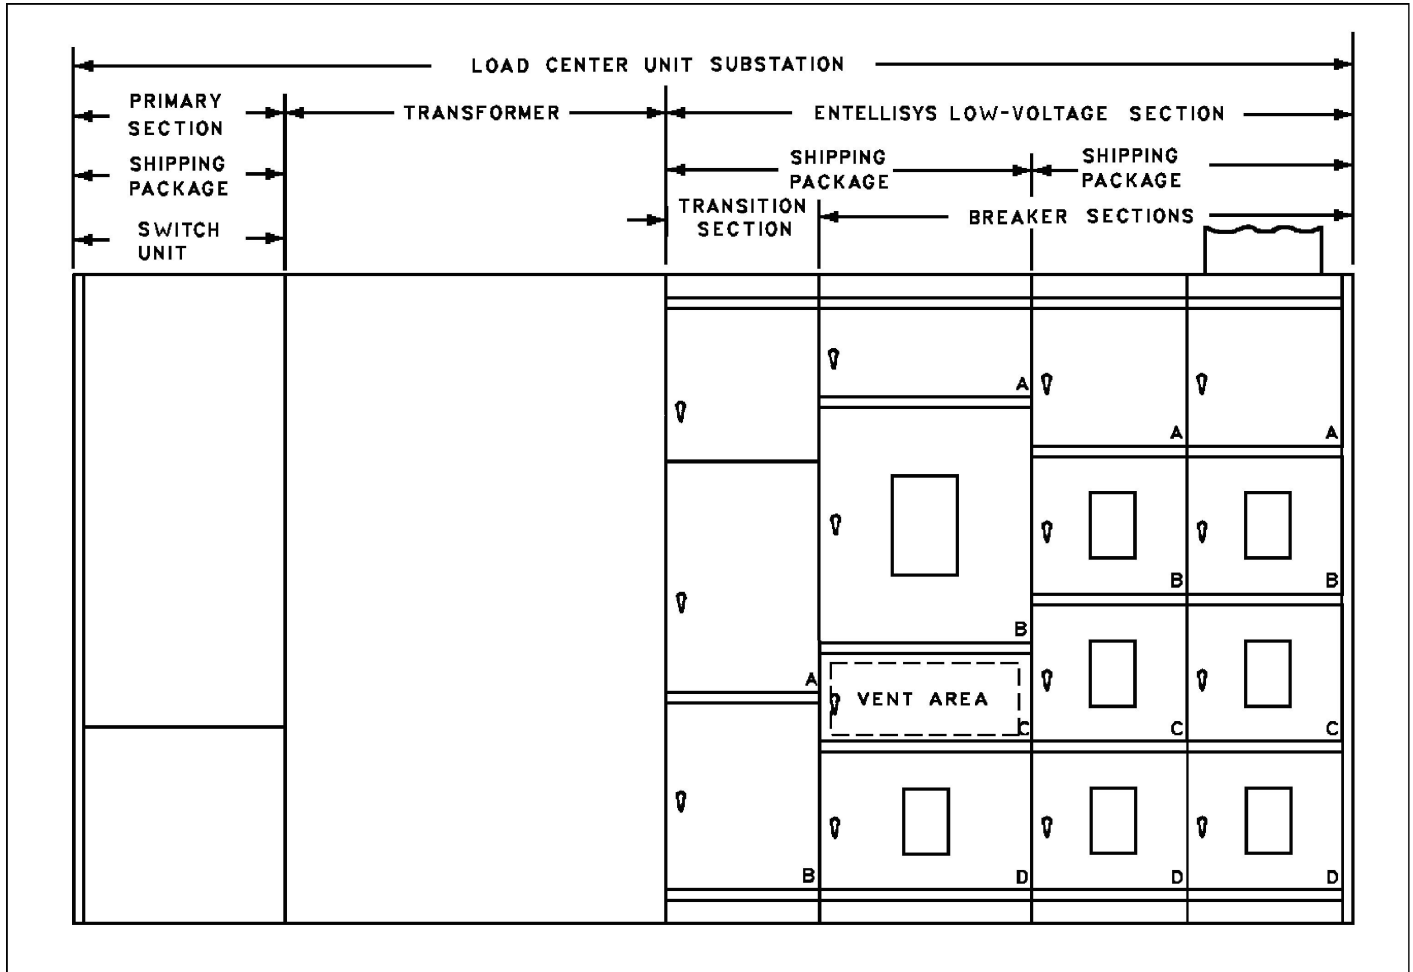 LOAD CENTER UNIT SUBSTATION
PRIMARY
SECTION
TRANSFORMER
ENTELLISYS LOW-VOLTAGE SECTION
SHIPPING
PACKAGE
SHIPPING
PACKAGE
SHIPPING
PACKAGE
SWITCH
UNIT
TRANSITION
SECTION
BREAKER SECTIONS
A
A
A
B
B
B
A
VENT AREA
C
C
C
B
D
D
D